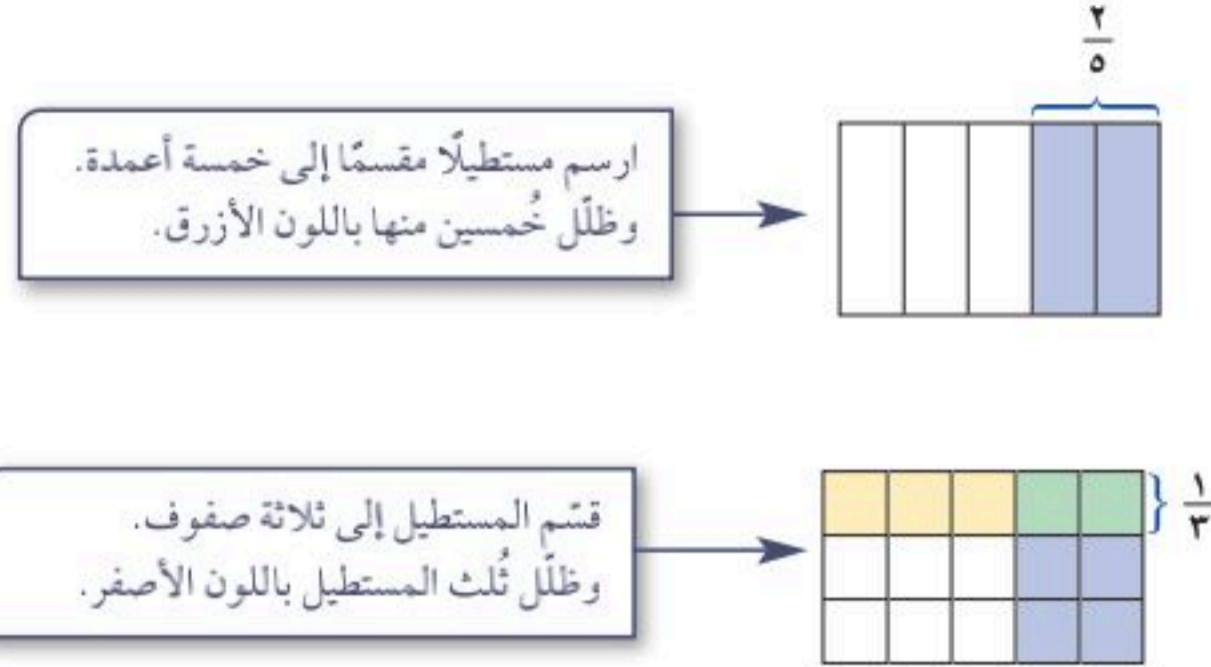 ٢
٥
ارسم مستطيلًا مقسمًا إلى خمسة أعمدة.
وظلّل خُمسين منها باللون الأزرق.
قسّم المستطيل إلى ثلاثة صفوف.
وظلّل ثُلث المستطيل باللون الأصفر.
١
٣